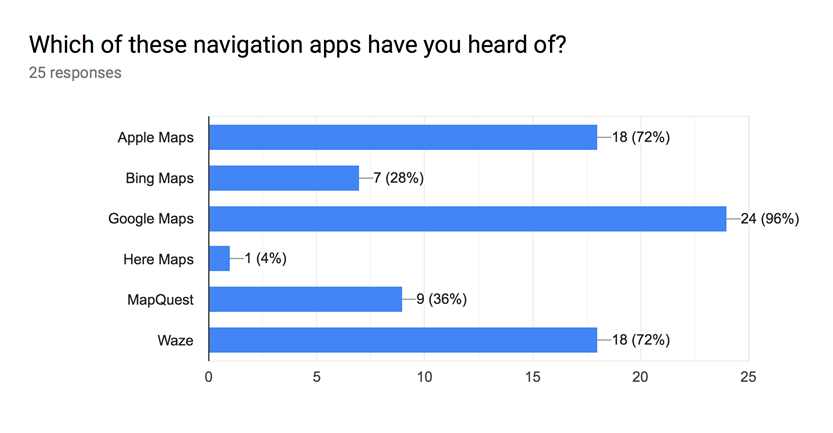 Which of these navigation apps have you heard of?
25 responses
Apple Maps 18 (72%)
Bing Maps 7 (28%)
Google Maps 24 (96%)
Here Maps 1 (4%)
MapQuest 9 (36%)
Waze 18 (72%)
0 5 10 15 20 25